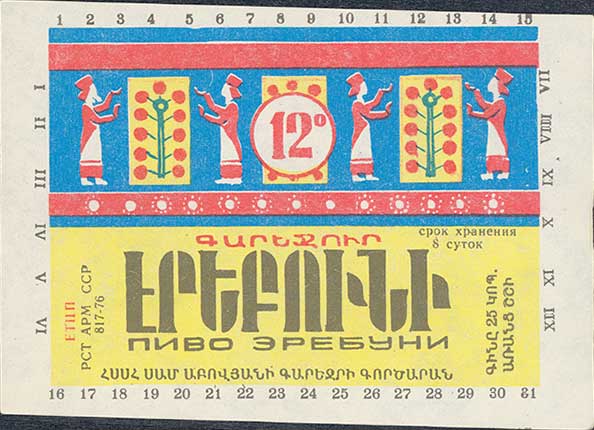 1 2 3 4 5 6 7 8 9 10 11 12 13 14 15
I
II
III
IV
V
VI
VII
VIII
IX
X
XI
XII
12°
ԳԱՐԵՋՈՒՐ
срок хранения
8 суток
ԷՐԵԲՈՒՆԻ
ПИВО ЭРЕБУНИ
ՀՍՍՀ ՍԱՄ ԱԲՈՎՅԱՆԻ ԳԱՐԵՋՐԻ ԳՈՐԾԱՐԱՆ
ЕТПП
РСТ АРМ ССР
817-76
ԳԻՆԸ 25 ԿՈՊ.
ԱՌԱՆՑ ՇՇԻ
16 17 18 19 20 21 22 23 24 25 26 27 28 29 30 31